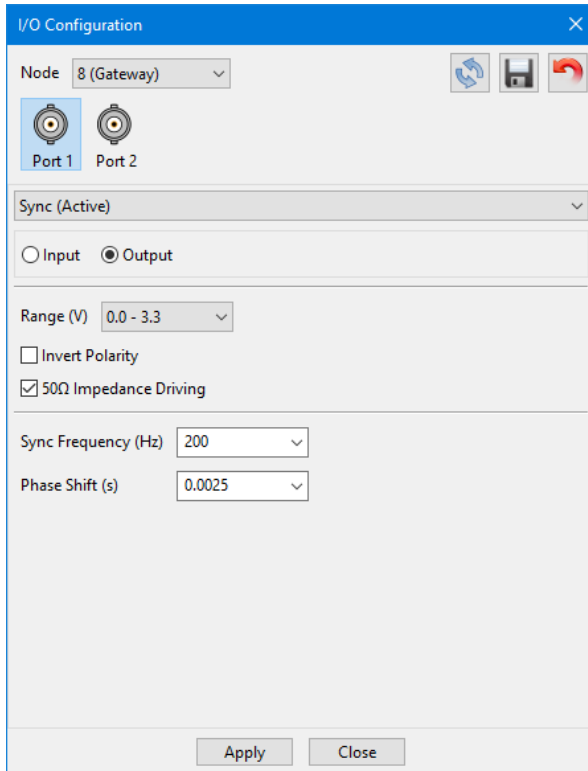 I/O Configuration
Node 8 (Gateway)
Port 1 Port 2
Sync (Active)
Input Output
Range (V) 0.0 - 3.3
Invert Polarity
50Ω Impedance Driving
Sync Frequency (Hz) 200
Phase Shift (s) 0.0025
Apply Close